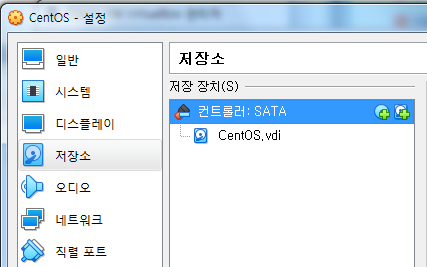 CentOS - 설정
일반
시스템
디스플레이
저장소
오디오
네트워크
직렬 포트
저장소
저장 장치(S)
컨트롤러: SATA
CentOS.vdi